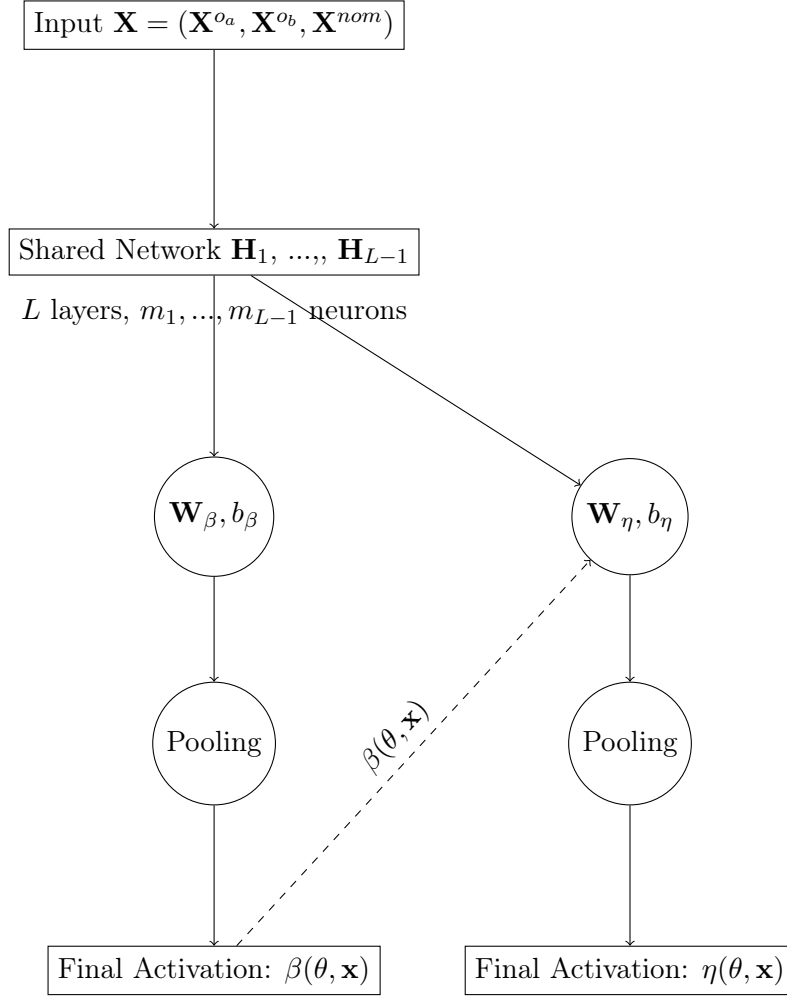 Input X = (X^{o_a}, X^{o_b}, X^{nom})
Shared Network H_1, ...,, H_{L−1}
L layers, m_1, ..., m_{L−1} neurons
W_β, b_β
W_η, b_η
Pooling
Pooling
β(θ, x)
Final Activation: β(θ, x)
Final Activation: η(θ, x)